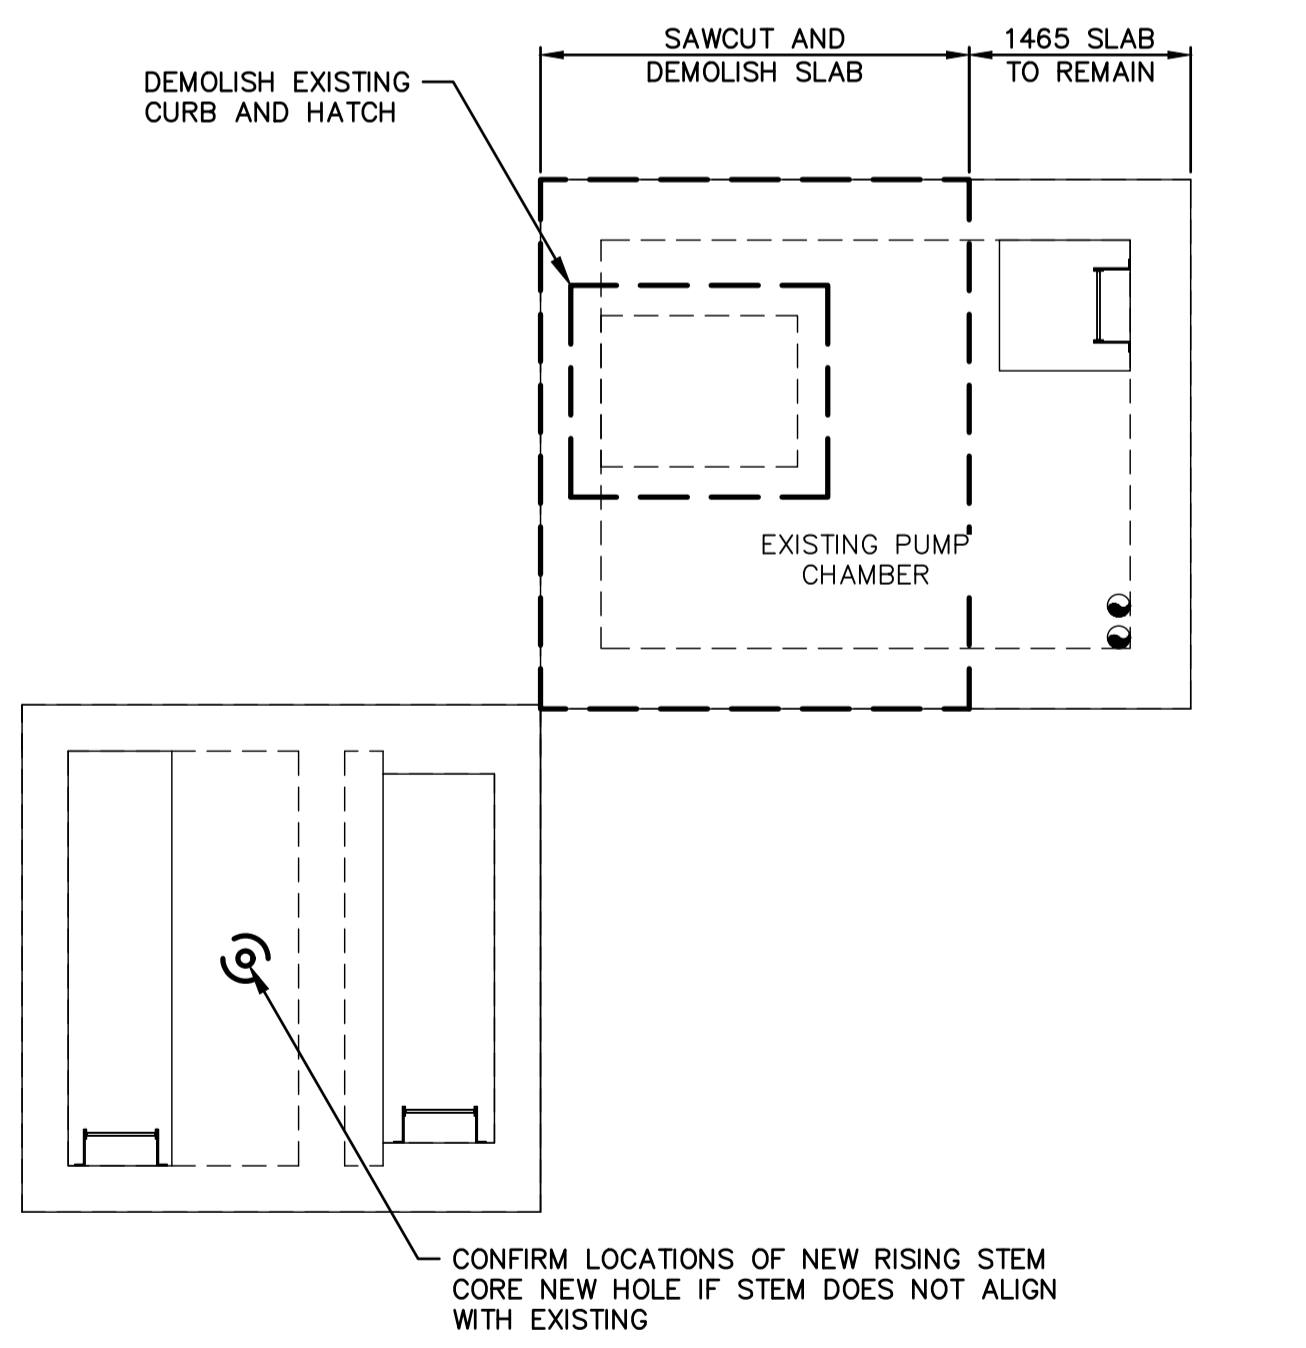 SAWCUT AND
DEMOLISH SLAB
1465 SLAB
TO REMAIN
DEMOLISH EXISTING
CURB AND HATCH
EXISTING PUMP
CHAMBER
CONFIRM LOCATIONS OF NEW RISING STEM
CORE NEW HOLE IF STEM DOES NOT ALIGN
WITH EXISTING